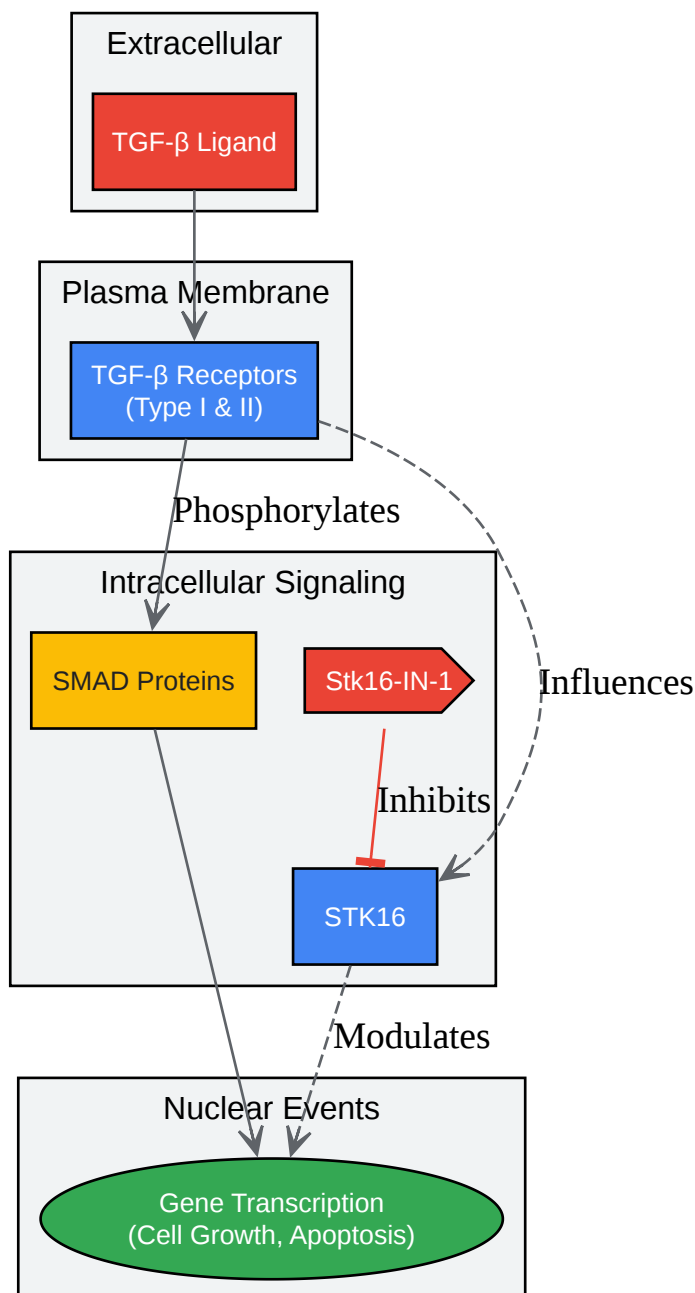 Extracellular
TGF-β Ligand
Plasma Membrane
TGF-β Receptors
(Type I & II)
Phosphorylates
Intracellular Signaling
SMAD Proteins
Stk16-IN-1
Influences
Inhibits
STK16
Modulates
Nuclear Events
Gene Transcription
(Cell Growth, Apoptosis)